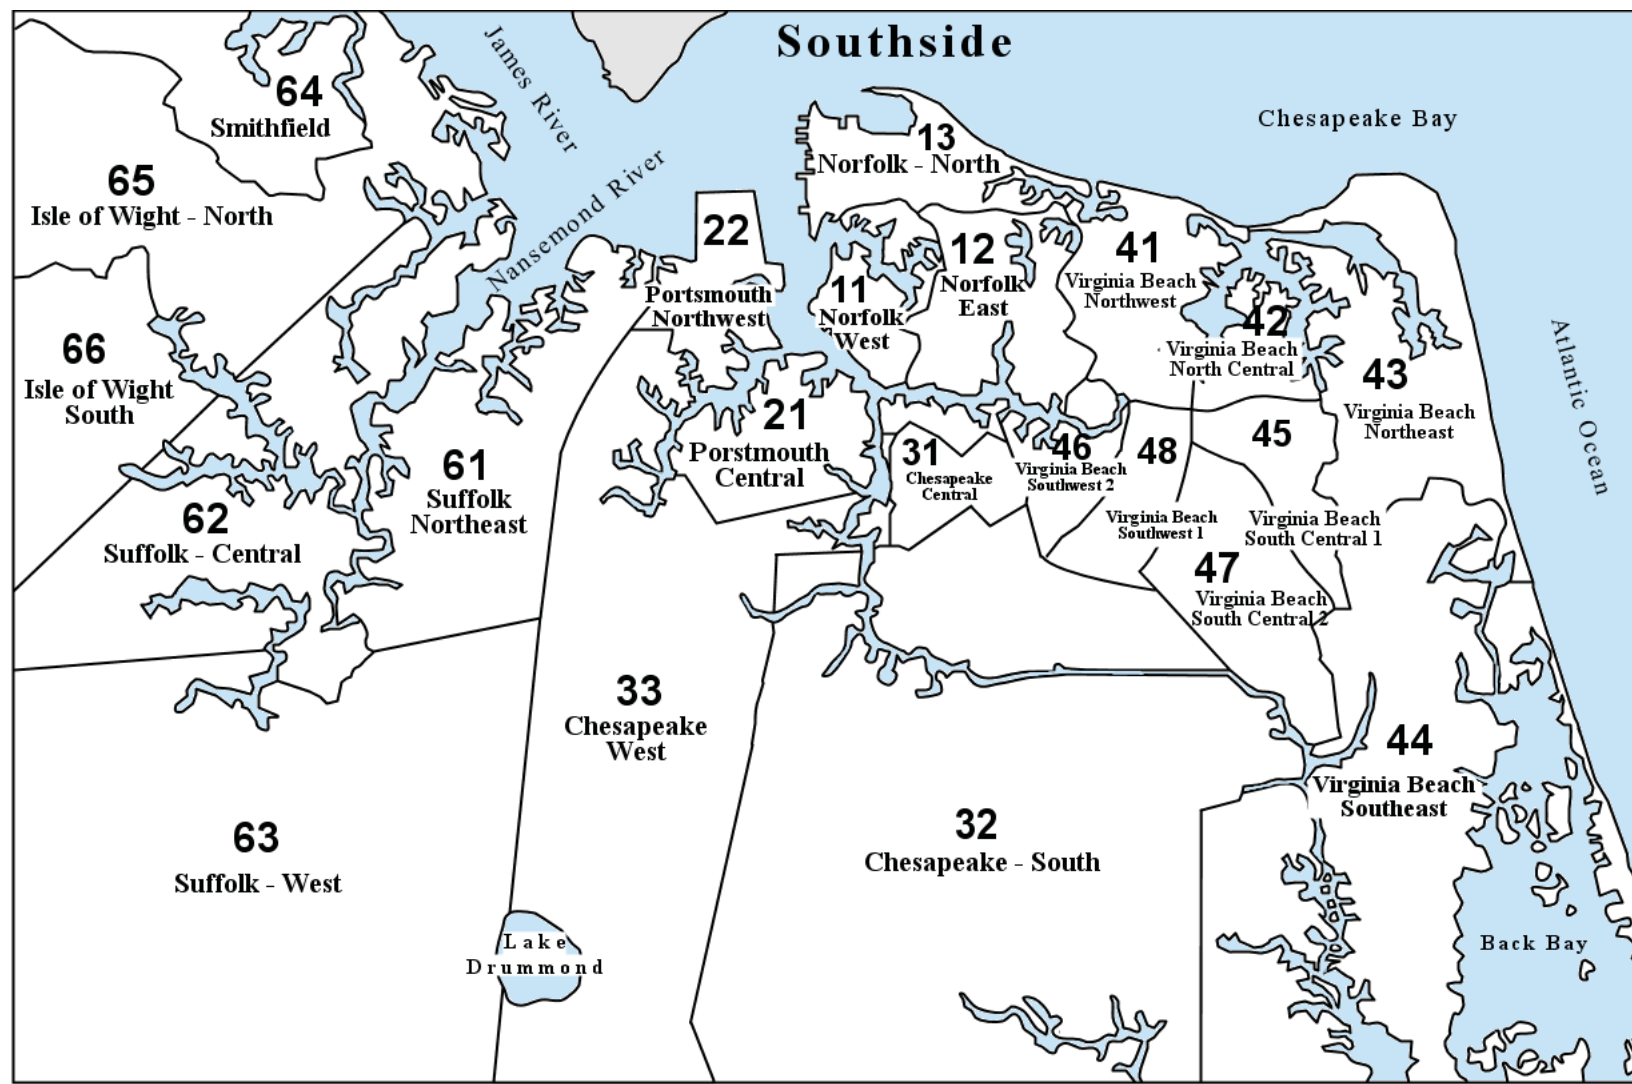 Southside
James River
Chesapeake Bay
64
Smithfield
13
Norfolk - North
65
Isle of Wight - North
Nansemond River
22
Portsmouth
Northwest
11
Norfolk
West
12
Norfolk
East
41
Virginia Beach
Northwest
42
Virginia Beach
North Central
43
Virginia Beach
Northeast
Atlantic Ocean
66
Isle of Wight
South
61
Suffolk
Northeast
21
Porstmouth
Central
31
Chesapeake
Central
46
Virginia Beach
Southwest 2
48
Virginia Beach
Southwest 1
45
Virginia Beach
South Central 1
62
Suffolk - Central
47
Virginia Beach
South Central 2
33
Chesapeake
West
44
Virginia Beach
Southeast
63
Suffolk - West
32
Chesapeake - South
Lake
Drummond
Back Bay